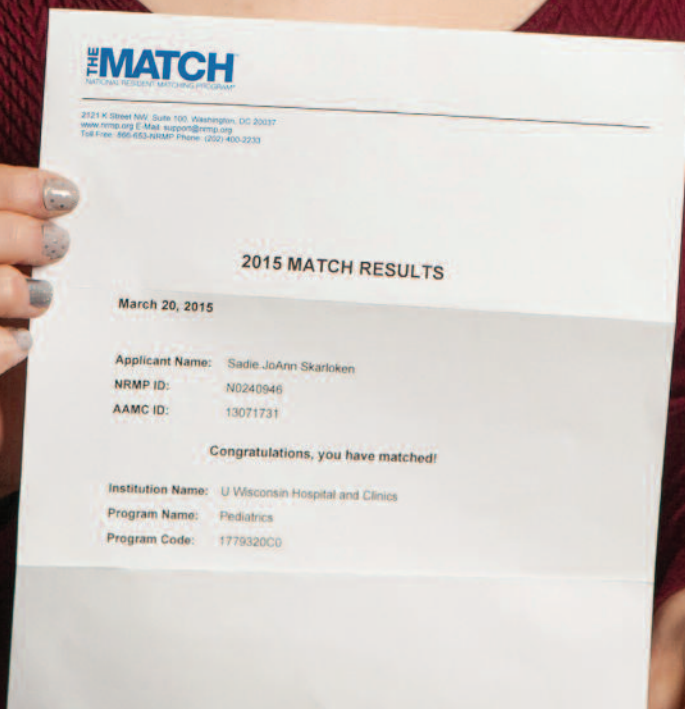 THE MATCH
NATIONAL RESIDENT MATCHING PROGRAM®
2121 K Street NW, Suite 100, Washington, DC 20037
www.nrmp.org E-Mail: support@nrmp.org
Toll Free: 866-653-NRMP Phone: (202) 400-2233
2015 MATCH RESULTS
March 20, 2015
Applicant Name: Sadie JoAnn Skarloken
NRMP ID: N0240946
AAMC ID: 13071731
Congratulations, you have matched!
Institution Name: U Wisconsin Hospital and Clinics
Program Name: Pediatrics
Program Code: 1779320C0